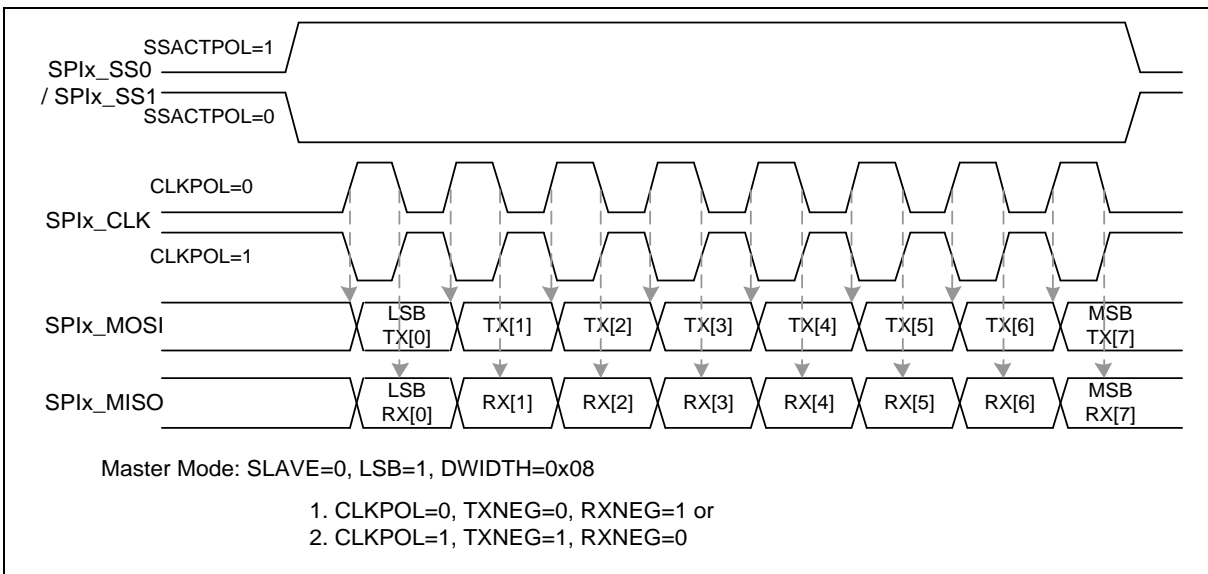 SSACTPOL=1
SPIx_SS0
/ SPIx_SS1
SSACTPOL=0
CLKPOL=0
SPIx_CLK
CLKPOL=1
SPIx_MOSI
LSB TX[0] TX[1] TX[2] TX[3] TX[4] TX[5] TX[6] MSB TX[7]
SPIx_MISO
LSB RX[0] RX[1] RX[2] RX[3] RX[4] RX[5] RX[6] MSB RX[7]
Master Mode: SLAVE=0, LSB=1, DWIDTH=0x08
1. CLKPOL=0, TXNEG=0, RXNEG=1 or
2. CLKPOL=1, TXNEG=1, RXNEG=0